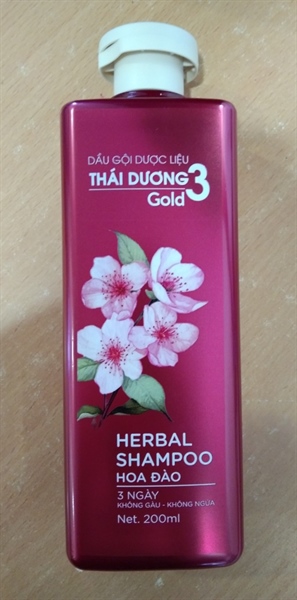 DẦU GỘI DƯỢC LIỆU
THÁI DƯƠNG 3
Gold
HERBAL
SHAMPOO
HOA ĐÀO
3 NGÀY
KHÔNG GÀU - KHÔNG NGỨA
Net. 200ml